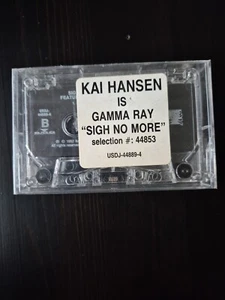 KAI HANSEN
IS
GAMMA RAY
"SIGH NO MORE"
selection #: 44853
USDJ-44889-4
B